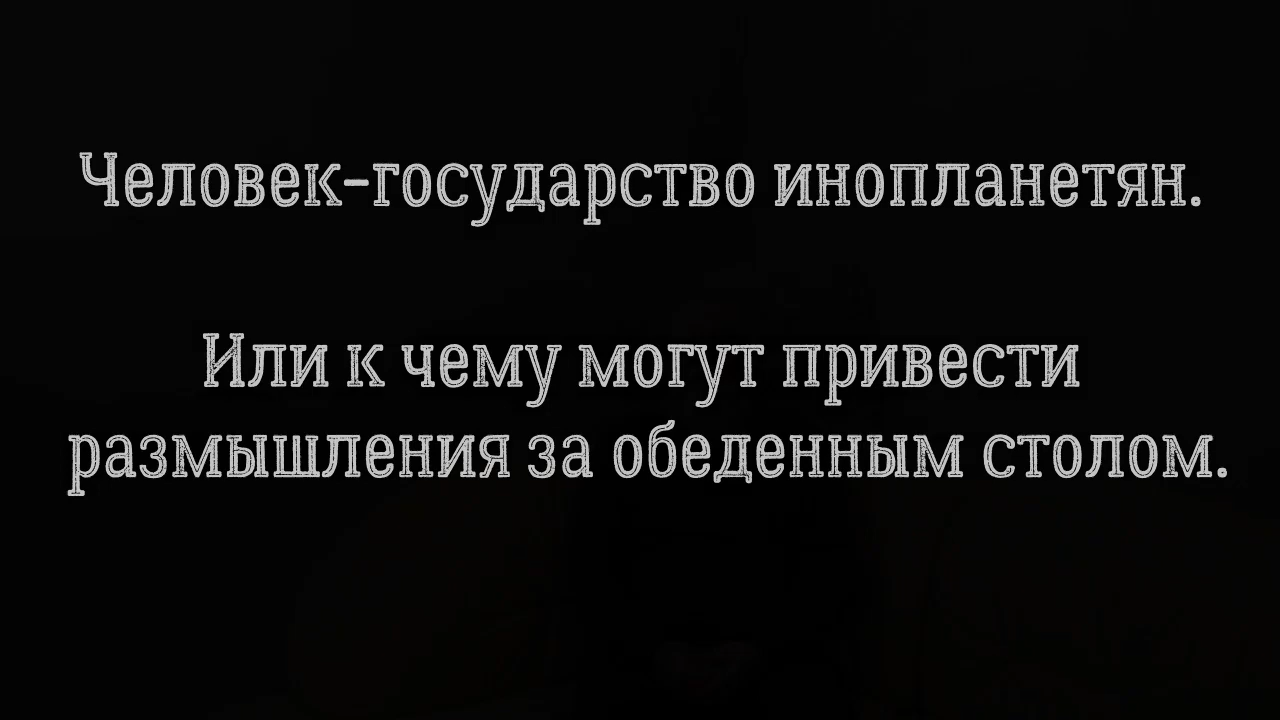 Человек-государство инопланетян.
Или к чему могут привести
размышления за обеденным столом.